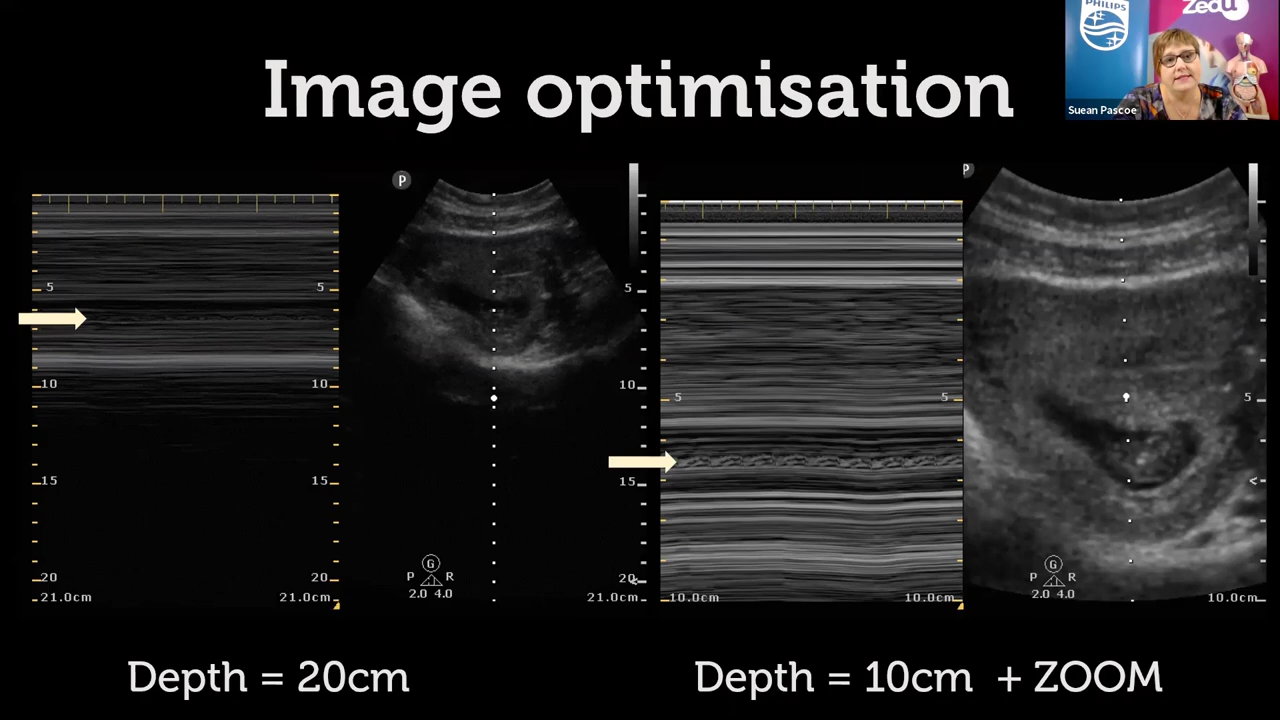 PHILIPS
ZedU
Suean Pascoe
Image optimisation
P
5 5
10 10
15 15
20 20
21.0cm 21.0cm
5
10
15
20
21.0cm
G
P R
2.0 4.0
5 5
10.0cm 10.0cm
P
5
<
10.0cm
G
P R
2.0 4.0
Depth = 20cm
Depth = 10cm + ZOOM